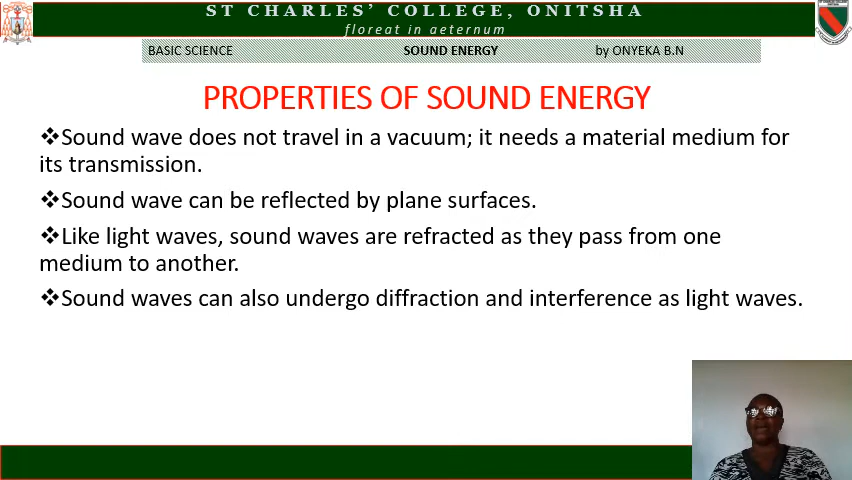 ST CHARLES' COLLEGE, ONITSHA
floreat in aeternum
BASIC SCIENCE SOUND ENERGY by ONYEKA B.N
PROPERTIES OF SOUND ENERGY
❖Sound wave does not travel in a vacuum; it needs a material medium for
its transmission.
❖Sound wave can be reflected by plane surfaces.
❖Like light waves, sound waves are refracted as they pass from one
medium to another.
❖Sound waves can also undergo diffraction and interference as light waves.